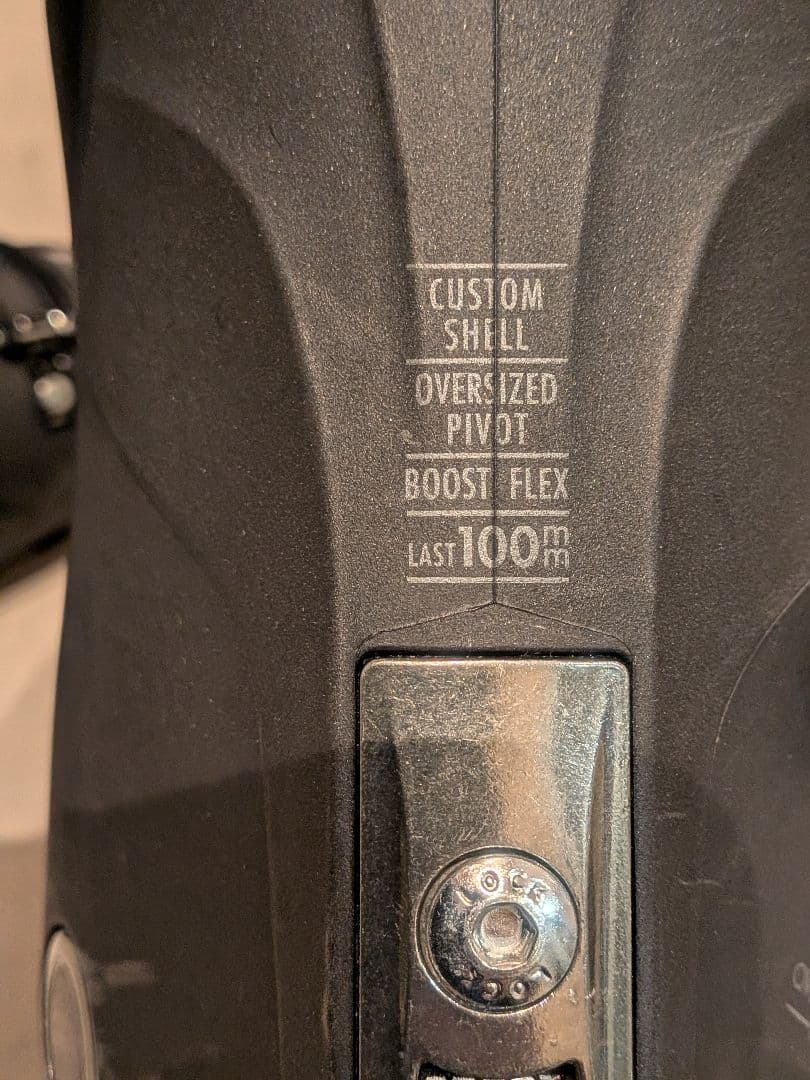 CUSTOM
SHELL
OVERSIZED
PIVOT
BOOST FLEX
LAST 100mm
LOCK
LOCK